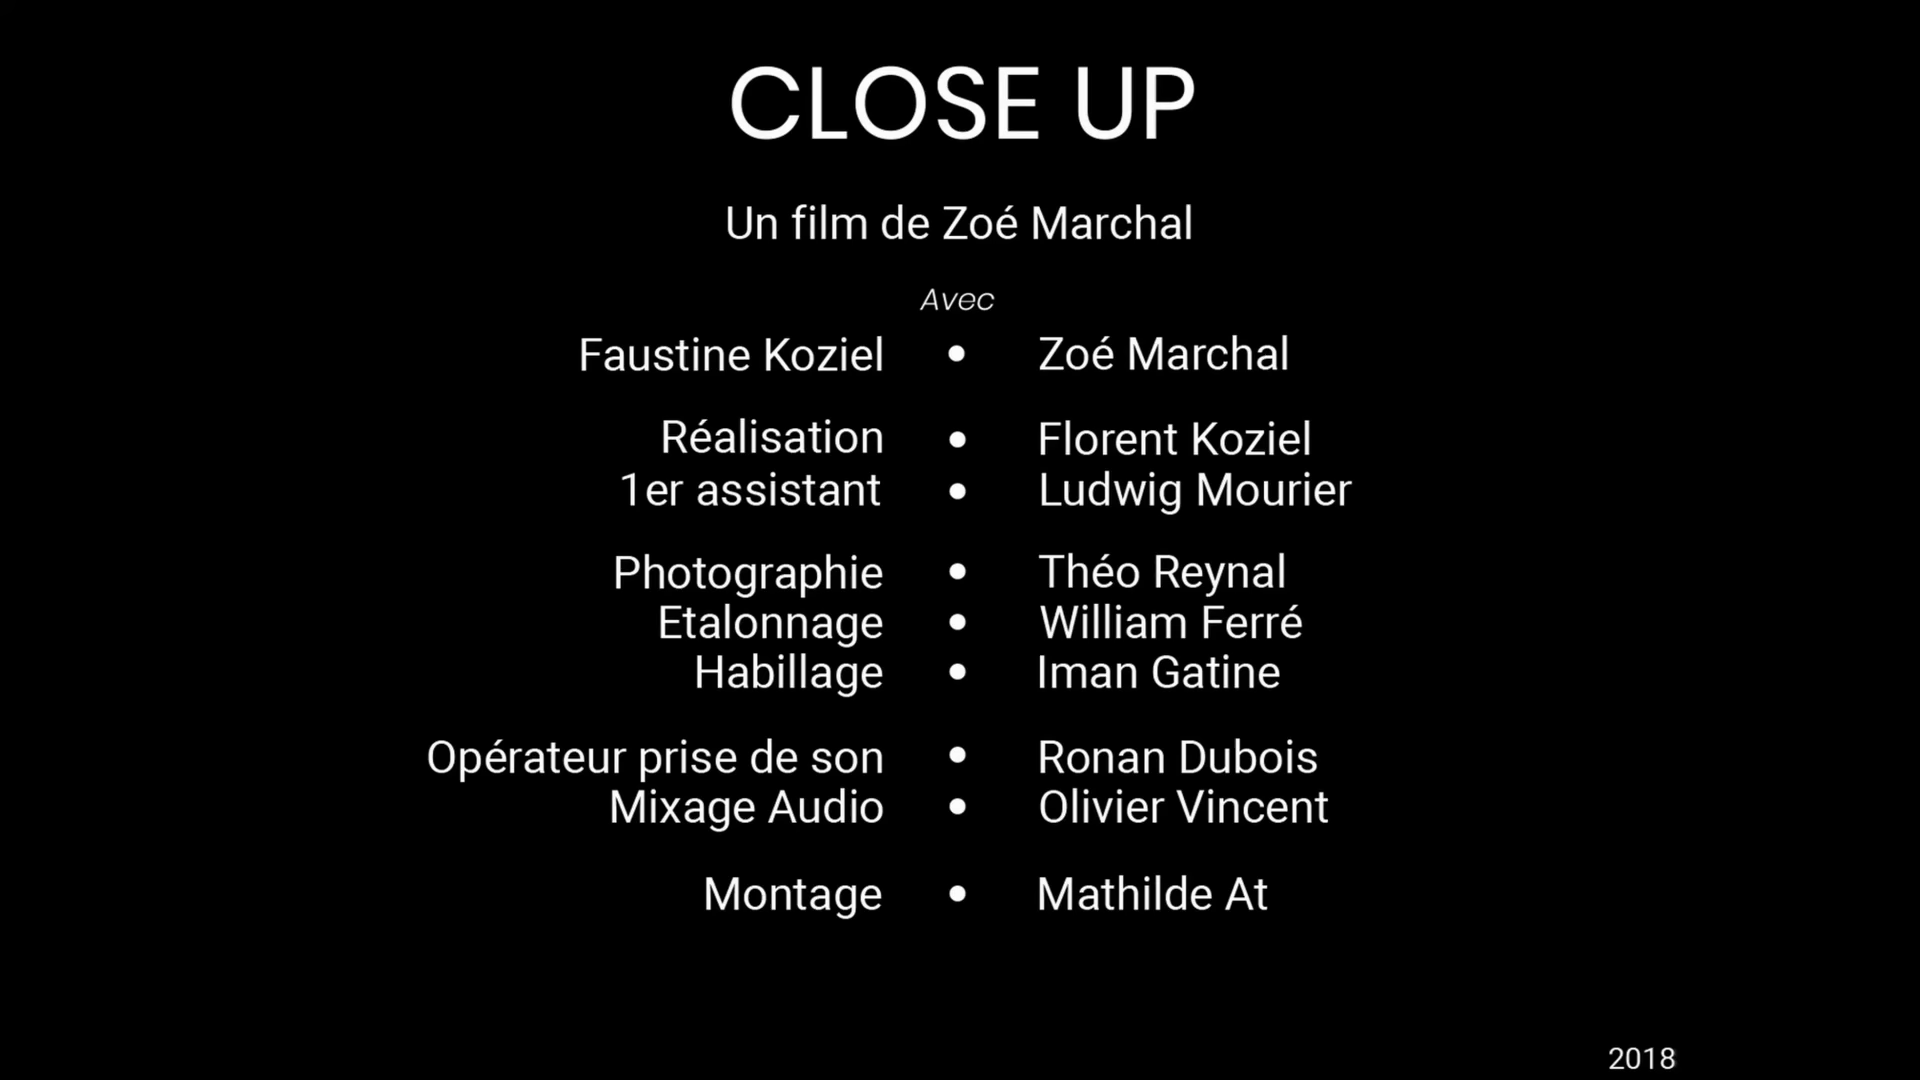 CLOSE UP
Un film de Zoé Marchal
Avec
Faustine Koziel • Zoé Marchal
Réalisation • Florent Koziel
1er assistant • Ludwig Mourier
Photographie • Théo Reynal
Etalonnage • William Ferré
Habillage • Iman Gatine
Opérateur prise de son • Ronan Dubois
Mixage Audio • Olivier Vincent
Montage • Mathilde At
2018